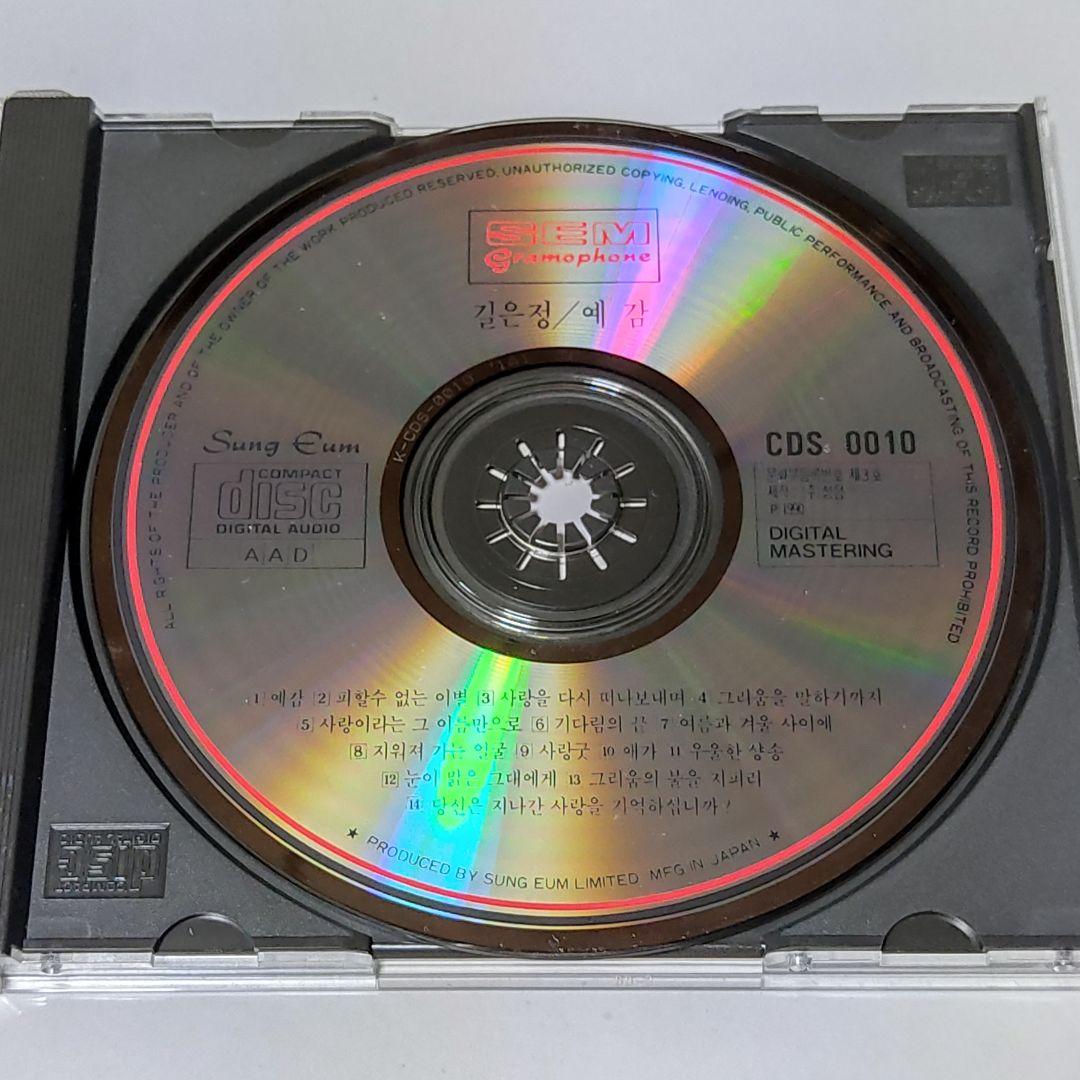 ALL RIGHTS OF THE PRODUCER AND OF THE OWNER OF THE WORK PRODUCED RESERVED. UNAUTHORIZED COPYING, LENDING, PUBLIC PERFORMANCE AND BROADCASTING OF THIS RECORD PROHIBITED
SEM
Gramophone
길은정/예 감
K-CDS-0010
Sung Eum
COMPACT
disc
DIGITAL AUDIO
A A D
CDS 0010
제3호
P 1990
DIGITAL
MASTERING
1 예감 2 피할수 없는 이별 3 사랑을 다시 떠나보내며 4 그리움을 말하기까지
5 사랑이라는 그 이름만으로 6 기다림의 끝 7 여름과 겨울 사이에
8 지워져 가는 얼굴 9 사랑굿 10 애가 11 우울한 샹송
12 눈이 맑은 그대에게 13 그리움의 불을 지피리
14 당신은 지나간 사랑을 기억하십니까!
★ PRODUCED BY SUNG EUM LIMITED MFG IN JAPAN ★